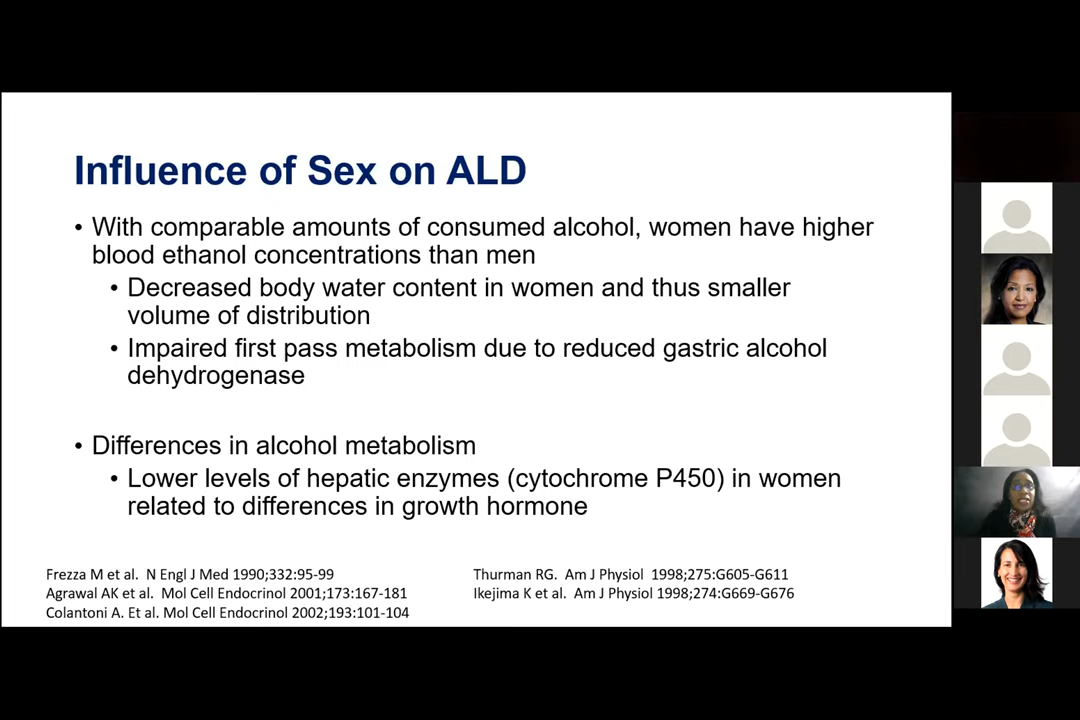 Influence of Sex on ALD
• With comparable amounts of consumed alcohol, women have higher
blood ethanol concentrations than men
• Decreased body water content in women and thus smaller
volume of distribution
• Impaired first pass metabolism due to reduced gastric alcohol
dehydrogenase
• Differences in alcohol metabolism
• Lower levels of hepatic enzymes (cytochrome P450) in women
related to differences in growth hormone
Frezza M et al. N Engl J Med 1990;332:95-99
Agrawal AK et al. Mol Cell Endocrinol 2001;173:167-181
Colantoni A. Et al. Mol Cell Endocrinol 2002;193:101-104
Thurman RG. Am J Physiol 1998;275:G605-G611
Ikejima K et al. Am J Physiol 1998;274:G669-G676